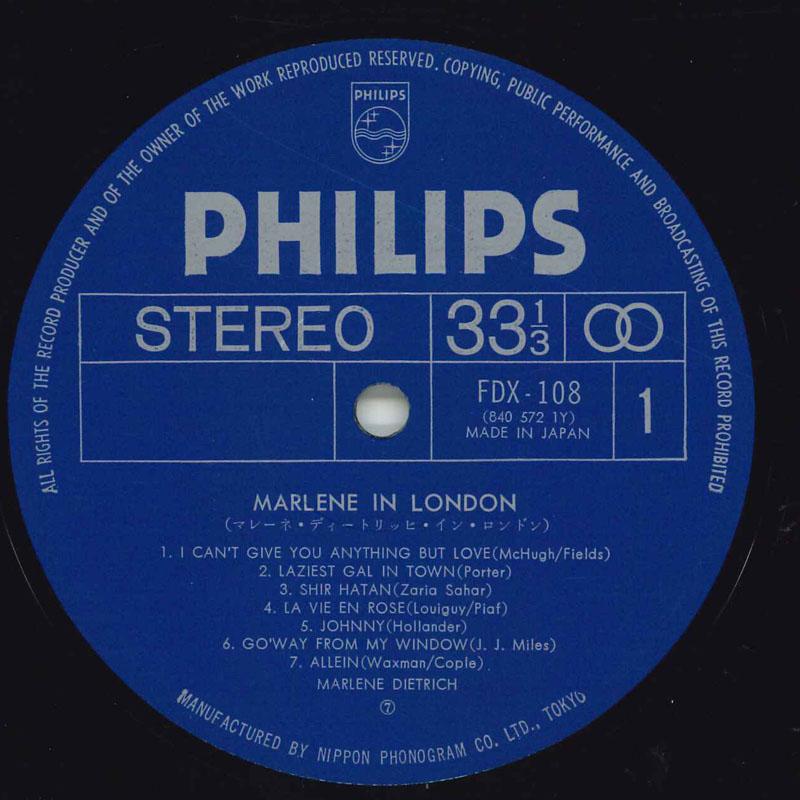 ALL RIGHTS OF THE RECORD PRODUCER AND OF THE OWNER OF THE WORK REPRODUCED RESERVED. COPYING, PUBLIC PERFORMANCE AND BROADCASTING OF THIS RECORD PROHIBITED
PHILIPS
PHILIPS
STEREO 33 1/3
FDX-108
(840 572 1Y)
MADE IN JAPAN
1
MARLENE IN LONDON
(マレーネ・ディートリッヒ・イン・ロンドン)
1. I CAN'T GIVE YOU ANYTHING BUT LOVE(McHugh/Fields)
2. LAZIEST GAL IN TOWN(Porter)
3. SHIR HATAN(Zaria Sahar)
4. LA VIE EN ROSE(Louiguy/Piaf)
5. JOHNNY(Hollander)
6. GO'WAY FROM MY WINDOW(J. J. Miles)
7. ALLEIN(Waxman/Cople)
MARLENE DIETRICH
⑦
MANUFACTURED BY NIPPON PHONOGRAM CO. LTD., TOKYO